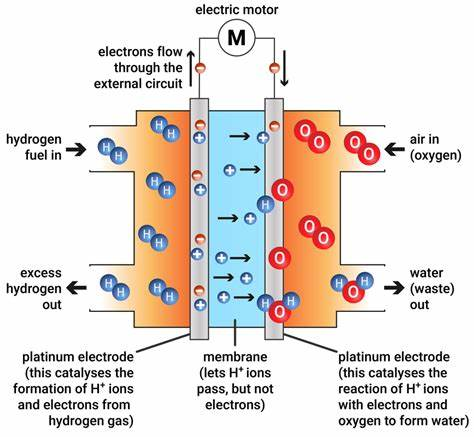 electric motor
M
electrons flow
through the
external circuit
hydrogen
fuel in
air in
(oxygen)
H H
H H
H H
H H
H H
H H
O O
O O
O O
O O
H O
O
H H O
H H O
excess
hydrogen
out
water
(waste)
out
platinum electrode
(this catalyses the
formation of H⁺ ions
and electrons from
hydrogen gas)
membrane
(lets H⁺ ions
pass, but not
electrons)
platinum electrode
(this catalyses the
reaction of H⁺ ions
with electrons and
oxygen to form water)